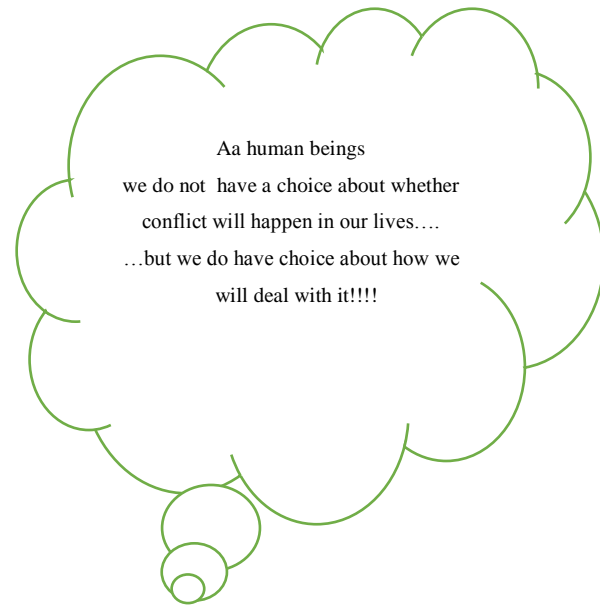 Aa human beings
we do not  have a choice about whether
conflict will happen in our lives….
…but we do have choice about how we
will deal with it!!!!